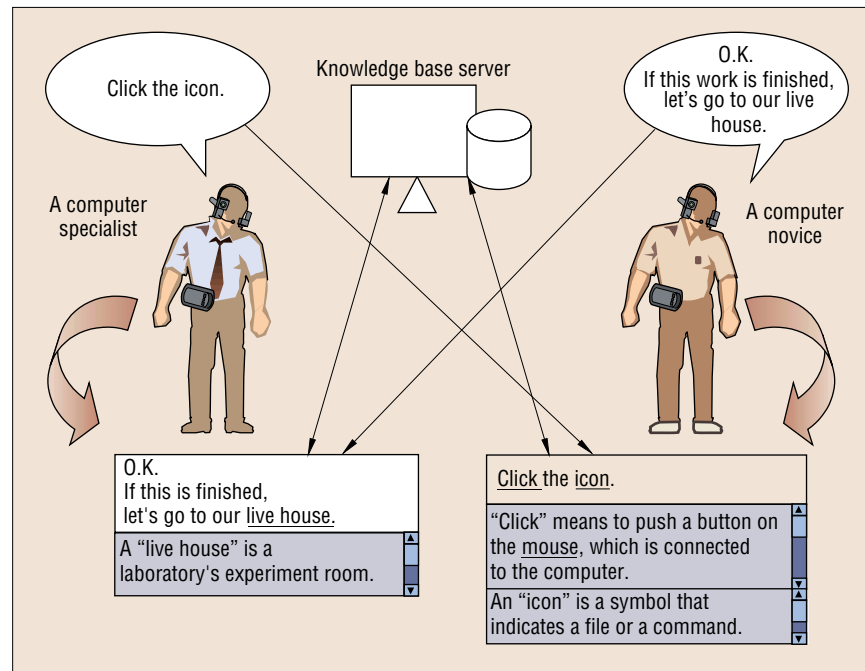 Click the icon.
Knowledge base server
O.K.
If this work is finished,
let’s go to our live
house.
A computer
specialist
A computer
novice
O.K.
If this is finished,
let's go to our live house.
A “live house” is a
laboratory's experiment room.
Click the icon.
“Click” means to push a button on
the mouse, which is connected
to the computer.
An “icon” is a symbol that
indicates a file or a command.